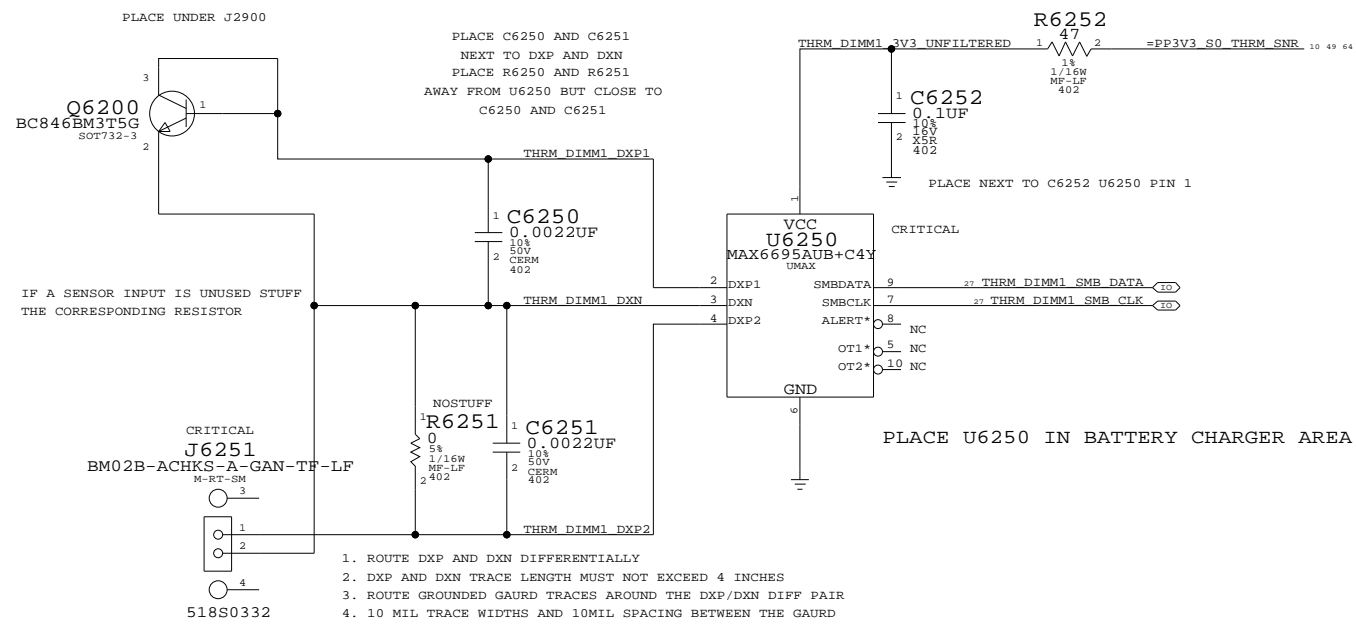 PLACE UNDER J2900
PLACE C6250 AND C6251
NEXT TO DXP AND DXN
PLACE R6250 AND R6251
AWAY FROM U6250 BUT CLOSE TO
C6250 AND C6251
R6252
47
THRM_DIMM1_3V3_UNFILTERED
1
2
=PP3V3_S0_THRM_SNR
10 49 64
1%
1/16W
MF-LF
402
3
Q6200
BC846BM3T5G
SOT732-3
1
2
1
C6252
0.1UF
10%
16V
X5R
402
2
PLACE NEXT TO C6252 U6250 PIN 1
THRM_DIMM1_DXP1
1
C6250
0.0022UF
10%
50V
CERM
402
2
1
VCC
U6250
MAX6695AUB+C4Y
UMAX
CRITICAL
2
DXP1
3
DXN
4
DXP2
SMBDATA
9
27
THRM_DIMM1_SMB_DATA
IO
SMBCLK
7
27
THRM_DIMM1_SMB_CLK
IO
ALERT*
8
NC
OT1*
5
NC
OT2*
10
NC
GND
6
IF A SENSOR INPUT IS UNUSED STUFF
THE CORRESPONDING RESISTOR
THRM_DIMM1_DXN
NOSTUFF
1
R6251
0
5%
1/16W
MF-LF
402
2
1
C6251
0.0022UF
10%
50V
CERM
402
2
PLACE U6250 IN BATTERY CHARGER AREA
CRITICAL
J6251
BM02B-ACHKS-A-GAN-TF-LF
M-RT-SM
3
1
2
4
518S0332
THRM_DIMM1_DXP2
1. ROUTE DXP AND DXN DIFFERENTIALLY
2. DXP AND DXN TRACE LENGTH MUST NOT EXCEED 4 INCHES
3. ROUTE GROUNDED GAURD TRACES AROUND THE DXP/DXN DIFF PAIR
4. 10 MIL TRACE WIDTHS AND 10MIL SPACING BETWEEN THE GAURD